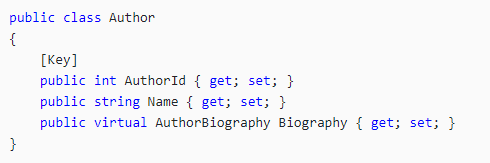 public class Author
{
    [Key]
    public int AuthorId { get; set; }
    public string Name { get; set; }
    public virtual AuthorBiography Biography { get; set; }
}